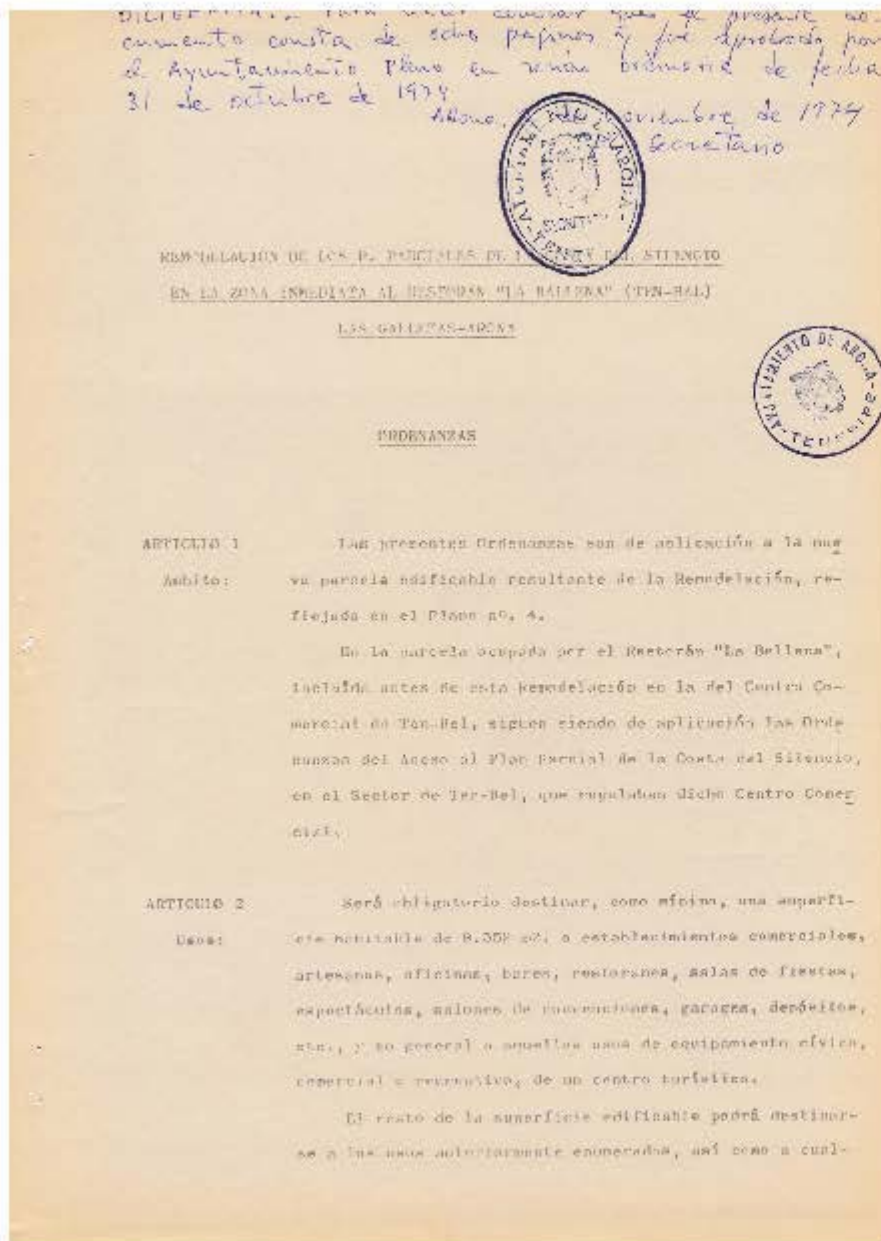 DILIGENCIA.- Para hacer constar que el presente do-
cumento consta de ocho páginas y fue aprobado por
el Ayuntamiento Pleno en sesión ordinaria de fecha
31 de octubre de 1974
Arona, noviembre de 1974
Secretario
REMODELACIÓN DE LOS P. PARCIALES DE DEL SILENCIO
EN LA ZONA INMEDIATA AL RESTORAN "LA BALLENA" (TEN-BEL)
LAS GALLETAS-ARONA
AYUNTAMIENTO DE ARONA
-TENERIFE-
ORDENANZAS
ARTICULO 1
Ambito:
Las presentes Ordenanzas son de aplicación a la nue
va parcela edificable resultante de la Remodelación, re-
flejada en el Plano nº. 4.
En la parcela ocupada por el Restorán "La Ballena",
incluída antes de esta Remodelación en la del Centro Co-
mercial de Ten-Bel, siguen siendo de aplicación las Orde
nanzas del Anexo al Plan Parcial de la Costa del Silencio,
en el Sector de Ten-Bel, que regulaban dicho Centro Comer
cial.
ARTICULO 2
Usos:
Será obligatorio destinar, como mínimo, una superfi-
cie habitable de m2. a establecimientos comerciales,
artesanos, oficinas, bares, restoranes, salas de fiestas,
espectáculos, salones de convenciones, garages, depósitos,
etc., y en general a aquellos usos de equipamiento cívico,
comercial o recreativo, de un centro turístico.
El resto de la superficie edificable podrá destinar-
se a los usos anteriormente enumerados, así como a cual-